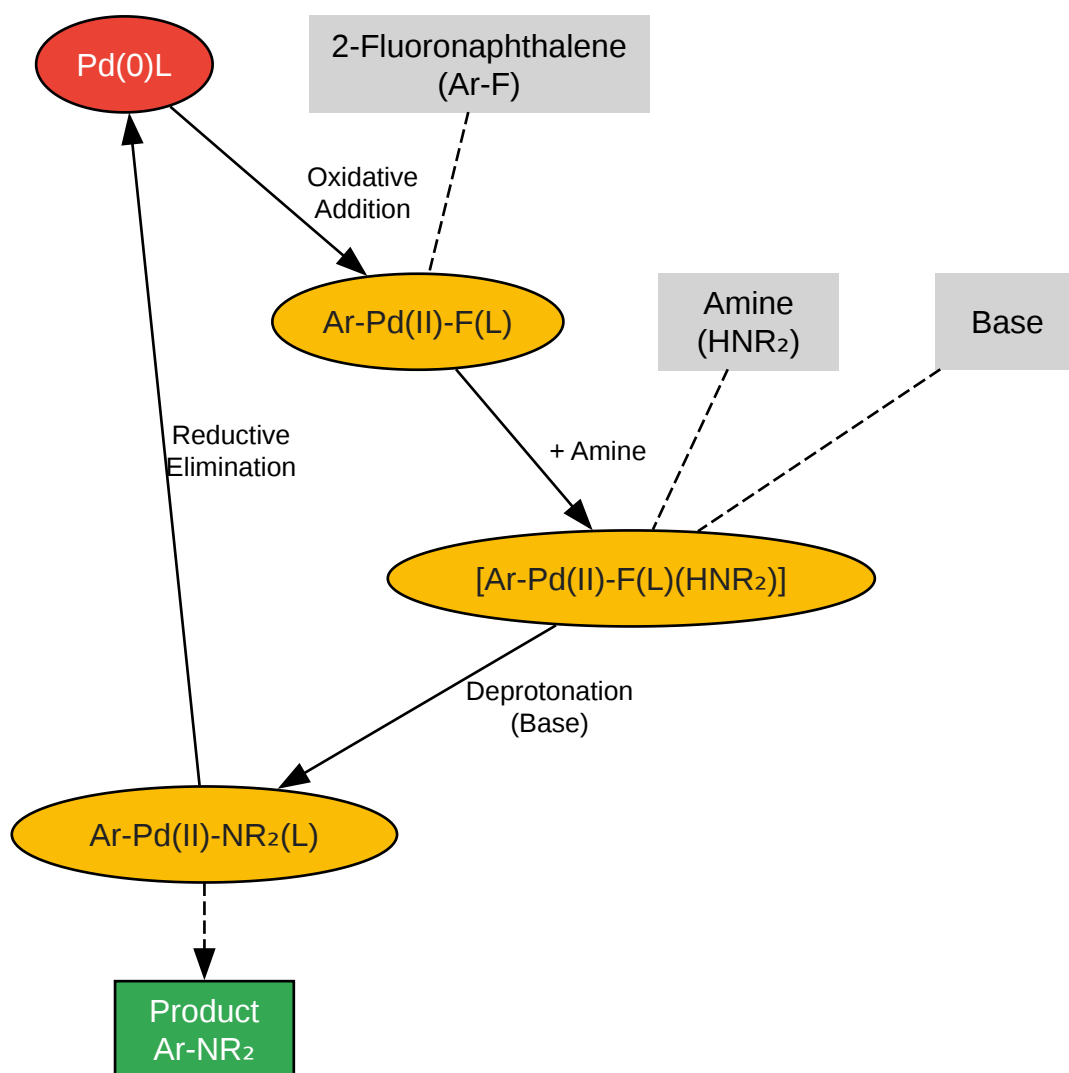 Pd(0)L
2-Fluoronaphthalene
(Ar-F)
Oxidative
Addition
Ar-Pd(II)-F(L)
Amine
(HNR₂)
Base
Reductive
Elimination
+ Amine
[Ar-Pd(II)-F(L)(HNR₂)]
Deprotonation
(Base)
Ar-Pd(II)-NR₂(L)
Product
Ar-NR₂